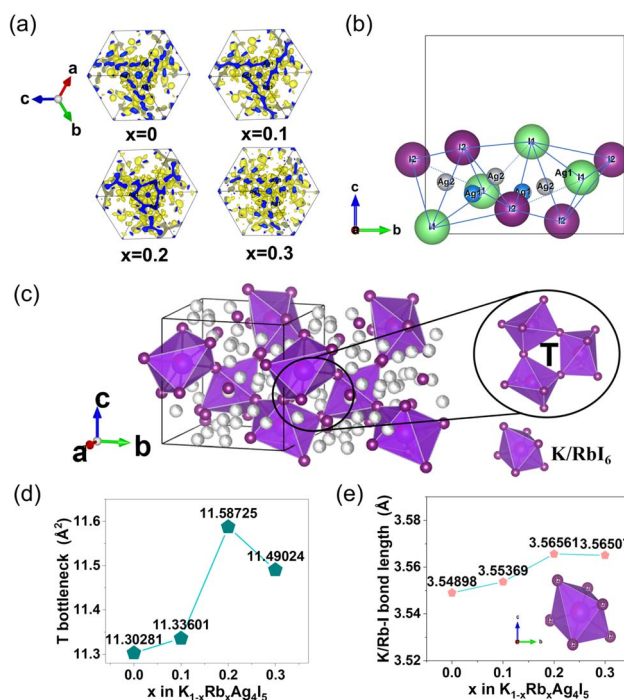 (a)
a
c
b
x=0
x=0.1
x=0.2
x=0.3
(b)
I1
I2
I2
I2
Ag2
Ag2
Ag2
Ag1
I1
Ag1
Ag1
I2
I2
I1
c
a
b
(c)
c
a
b
T
K/RbI₆
(d)
T bottleneck (Å²)
11.6
11.5
11.4
11.3
11.58725
11.49024
11.33601
11.30281
0.0 0.1 0.2 0.3
x in K₁₋ₓRbₓAg₄I₅
(e)
K/Rb-I bond length (Å)
3.58
3.56
3.54
3.52
3.54898
3.55369
3.56561
3.56507
c
b
0.0 0.1 0.2 0.3
x in K₁₋ₓRbₓAg₄I₅